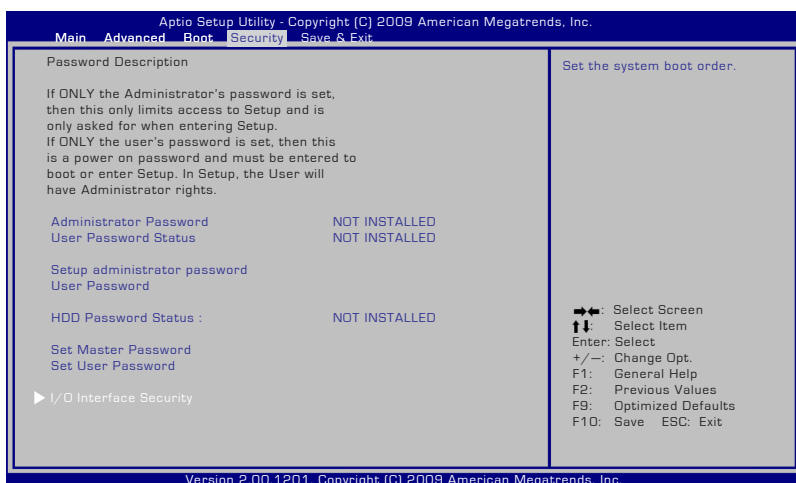 Aptio Setup Utility - Copyright (C) 2009 American Megatrends, Inc.
Main Advanced Boot Security Save & Exit
Password Description
If ONLY the Administrator's password is set,
then this only limits access to Setup and is
only asked for when entering Setup.
If ONLY the user's password is set, then this
is a power on password and must be entered to
boot or enter Setup. In Setup, the User will
have Administrator rights.
Administrator Password NOT INSTALLED
User Password Status NOT INSTALLED
Setup administrator password
User Password
HDD Password Status : NOT INSTALLED
Set Master Password
Set User Password
I/O Interface Security
Set the system boot order.
→←: Select Screen
↑↓: Select Item
Enter: Select
+/—: Change Opt.
F1: General Help
F2: Previous Values
F9: Optimized Defaults
F10: Save ESC: Exit
Version 2.00.1201. Copyright (C) 2009 American Megatrends, Inc.